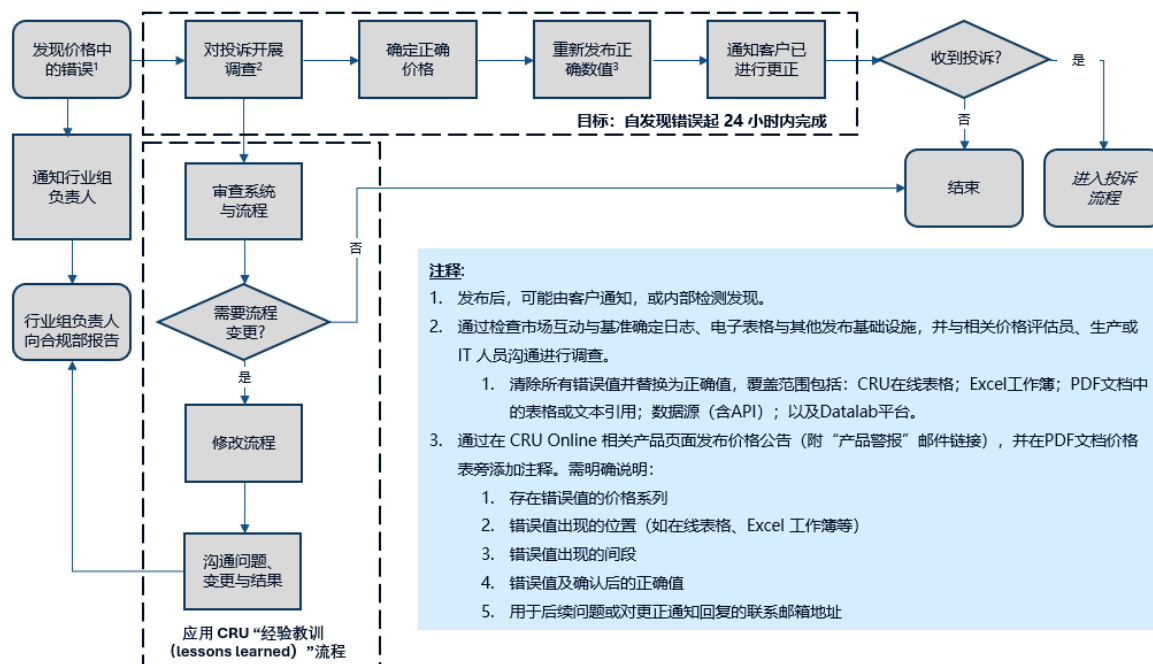 发现价格中
的错误¹
对投诉开展
调查²
确定正确
价格
重新发布正
确数值³
通知客户已
进行更正
收到投诉?
是
目标：自发现错误起 24 小时内完成
否
通知行业组
负责人
审查系统
与流程
结束
进入投诉
流程
否
行业组负责人
向合规部报告
需要流程
变更?
是
修改流程
沟通问题、
变更与结果
应用 CRU “经验教训
（lessons learned）”流程
注释:
1. 发布后，可能由客户通知，或内部检测发现。
2. 通过检查市场互动与基准确定日志、电子表格与其他发布基础设施，并与相关价格评估员、生产或
IT 人员沟通进行调查。
1. 清除所有错误值并替换为正确值，覆盖范围包括：CRU在线表格；Excel工作簿；PDF文档中
的表格或文本引用；数据源（含API）；以及Datalab平台。
3. 通过在 CRU Online 相关产品页面发布价格公告（附“产品警报”邮件链接），并在PDF文档价格
表旁添加注释。需明确说明：
1. 存在错误值的价格系列
2. 错误值出现的位置（如在线表格、Excel 工作簿等）
3. 错误值出现的间段
4. 错误值及确认后的正确值
5. 用于后续问题或对更正通知回复的联系邮箱地址